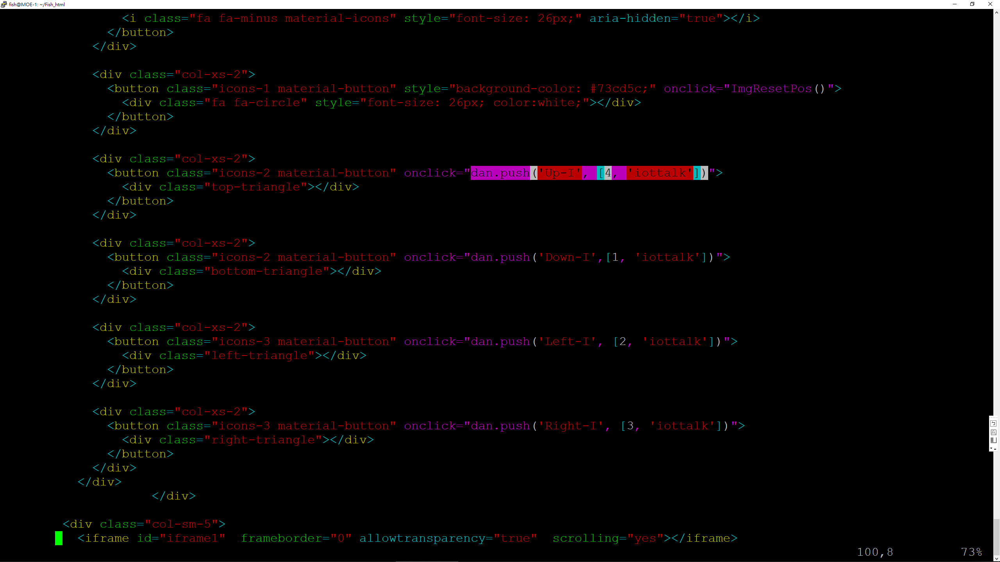 fish@MOE-1: ~/Fish_html
<i class="fa fa-minus material-icons" style="font-size: 26px;" aria-hidden="true"></i>
</button>
</div>
<div class="col-xs-2">
<button class="icons-1 material-button" style="background-color: #73cd5c;" onclick="ImgResetPos()">
<div class="fa fa-circle" style="font-size: 26px; color:white;"></div>
</button>
</div>
<div class="col-xs-2">
<button class="icons-2 material-button" onclick="dan.push('Up-I', [4, 'iottalk'])">
<div class="top-triangle"></div>
</button>
</div>
<div class="col-xs-2">
<button class="icons-2 material-button" onclick="dan.push('Down-I',[1, 'iottalk'])">
<div class="bottom-triangle"></div>
</button>
</div>
<div class="col-xs-2">
<button class="icons-3 material-button" onclick="dan.push('Left-I', [2, 'iottalk'])">
<div class="left-triangle"></div>
</button>
</div>
<div class="col-xs-2">
<button class="icons-3 material-button" onclick="dan.push('Right-I', [3, 'iottalk'])">
<div class="right-triangle"></div>
</button>
</div>
</div>
</div>
<div class="col-sm-5">
<iframe id="iframe1"  frameborder="0" allowtransparency="true"  scrolling="yes"></iframe>
100,8 73%